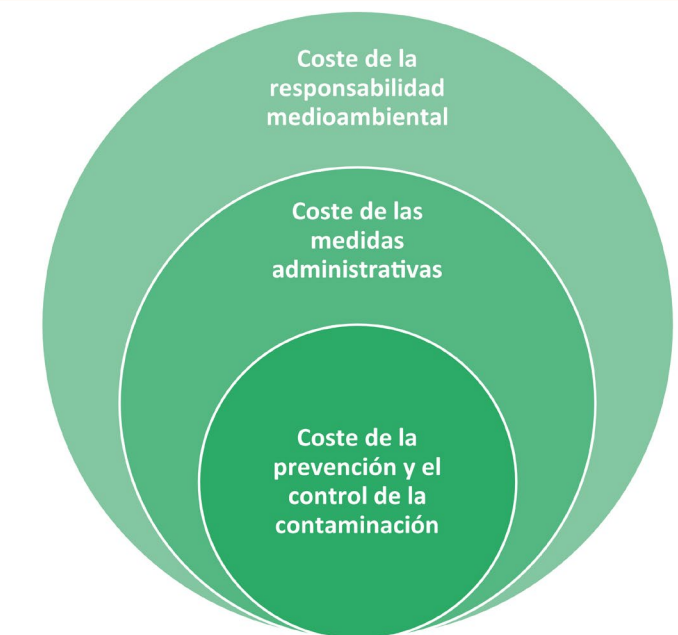 Coste de la
responsabilidad
medioambiental
Coste de las
medidas
administrativas
Coste de la
prevención y el
control de la
contaminación